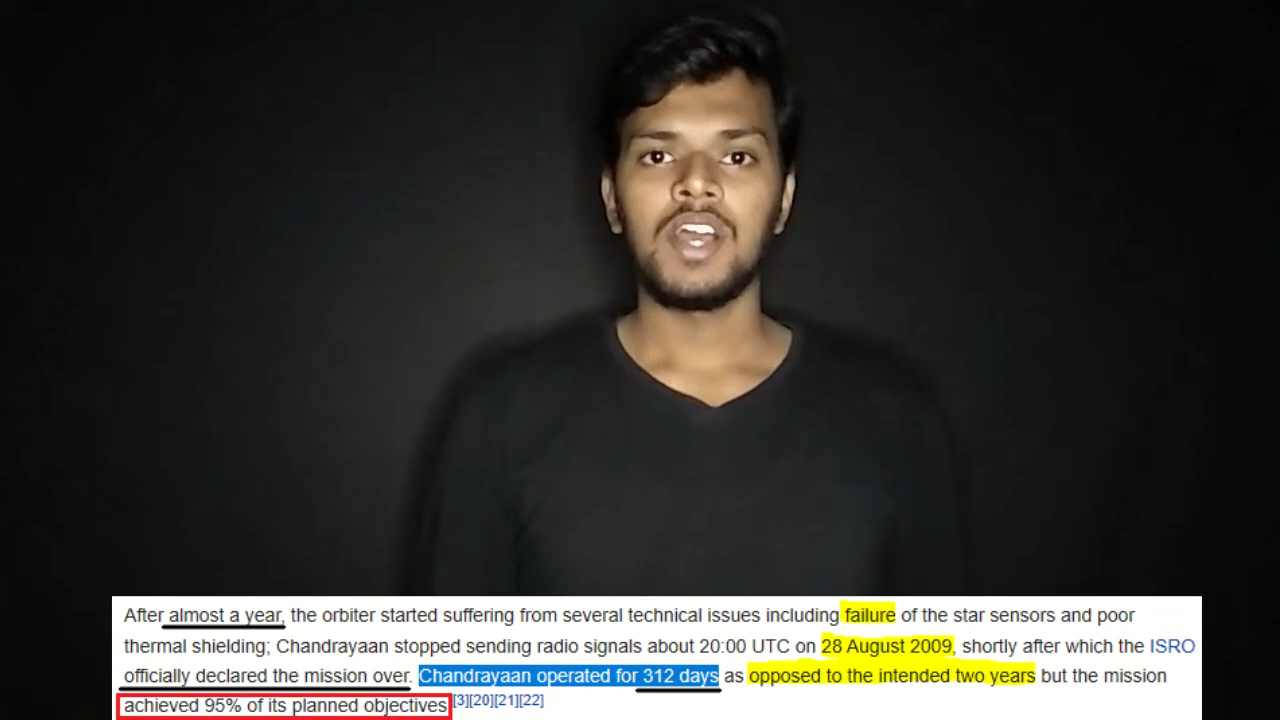 After almost a year, the orbiter started suffering from several technical issues including failure of the star sensors and poor
thermal shielding; Chandrayaan stopped sending radio signals about 20:00 UTC on 28 August 2009, shortly after which the ISRO
officially declared the mission over. Chandrayaan operated for 312 days as opposed to the intended two years but the mission
achieved 95% of its planned objectives.[3][20][21][22]